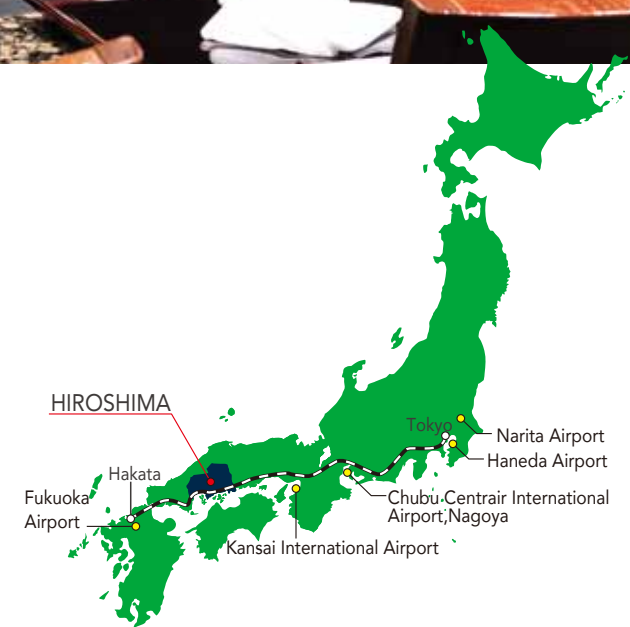 HIROSHIMA
Tokyo
Narita Airport
Haneda Airport
Hakata
Fukuoka
Airport
Chubu Centrair International
Airport,Nagoya
Kansai International Airport